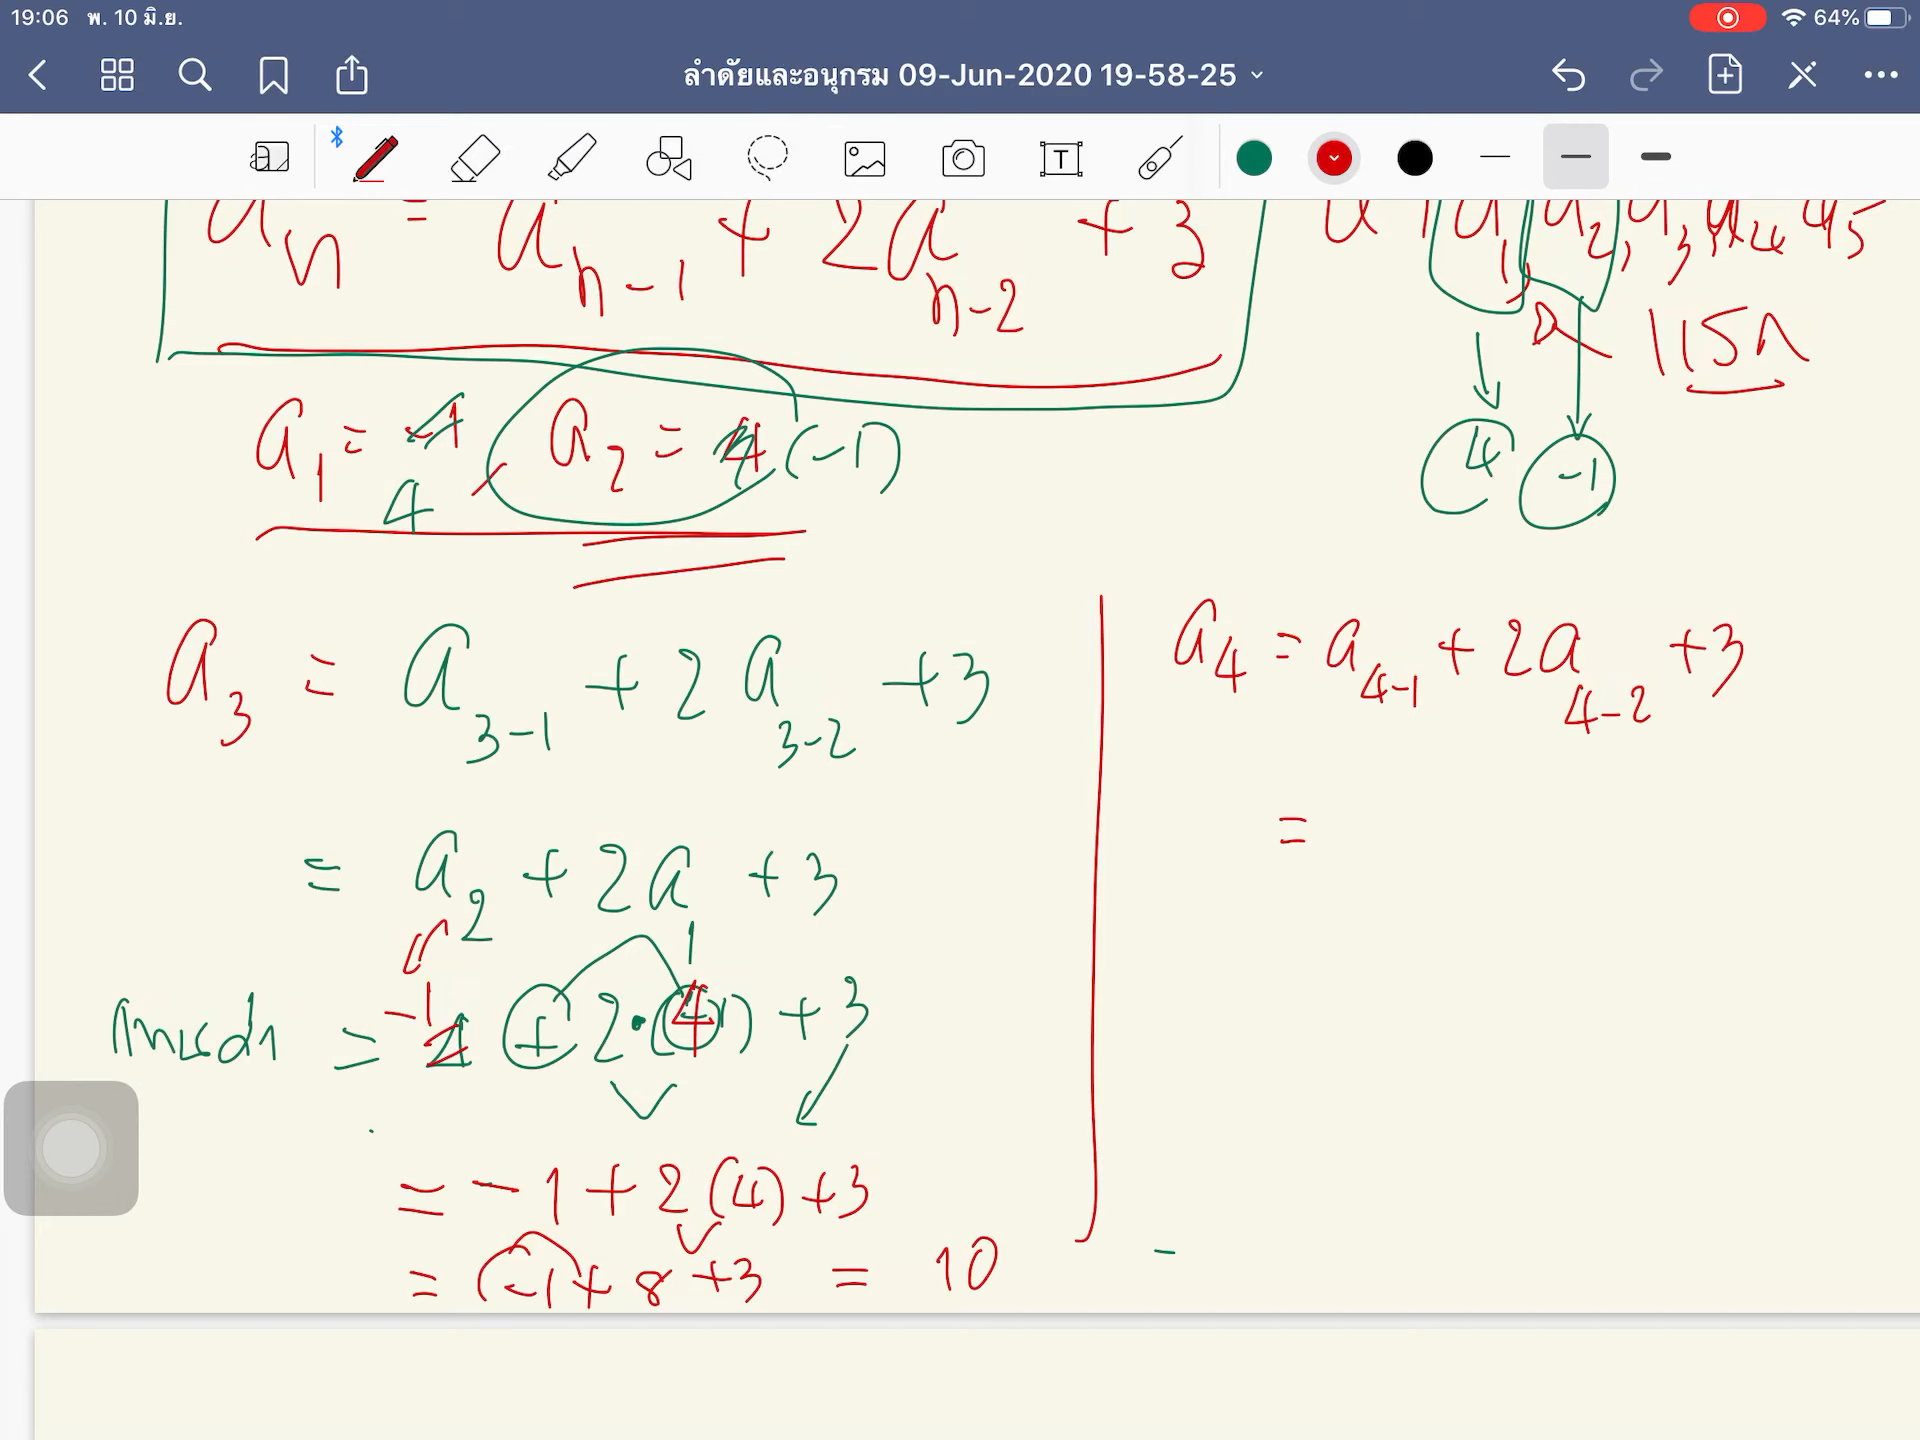 19:06 พ. 10 มิ.ย. 64%
ลำดัยและอนุกรม 09-Jun-2020 19-58-25
a T
aₙ = aₙ₋₁ + 2aₙ₋₂ + 3
a₁, a₂, a₃, a₄ a₅
a₁ = 4, a₂ = (-1)
4 -1
a₃ = a₃₋₁ + 2a₃₋₂ + 3
a₄ = a₄₋₁ + 2a₄₋₂ + 3
= a₂ + 2a₁ + 3
=
แทนค่า = -1 + 2·(4) + 3
= -1 + 2(4) + 3
= (-1 + 8 + 3 = 10